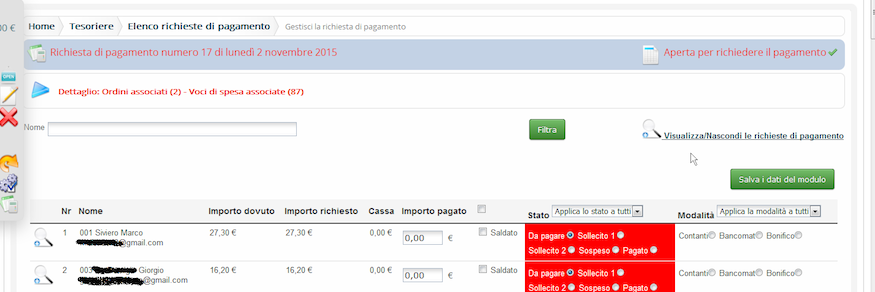 00 €
Home Tesoriere Elenco richieste di pagamento Gestisci la richiesta di pagamento
Richiesta di pagamento numero 17 di lunedì 2 novembre 2015 Aperta per richiedere il pagamento
OPEN
Dettaglio: Ordini associati (2) - Voci di spesa associate (87)
Nome Filtra Visualizza/Nascondi le richieste di pagamento
Salva i dati del modulo
Nr Nome Importo dovuto Importo richiesto Cassa Importo pagato Stato Applica lo stato a tutti Modalità Applica la modalità a tutti
1 001 Siviero Marco 27,30 € 27,30 € 0,00 € 0,00 € Saldato Da pagare Sollecito 1 Contanti Bancomat Bonifico
@gmail.com Sollecito 2 Sospeso Pagato
2 003 Giorgio 16,20 € 16,20 € 0,00 € 0,00 € Saldato Da pagare Sollecito 1 Contanti Bancomat Bonifico
@gmail.com Sollecito 2 Sospeso Pagato